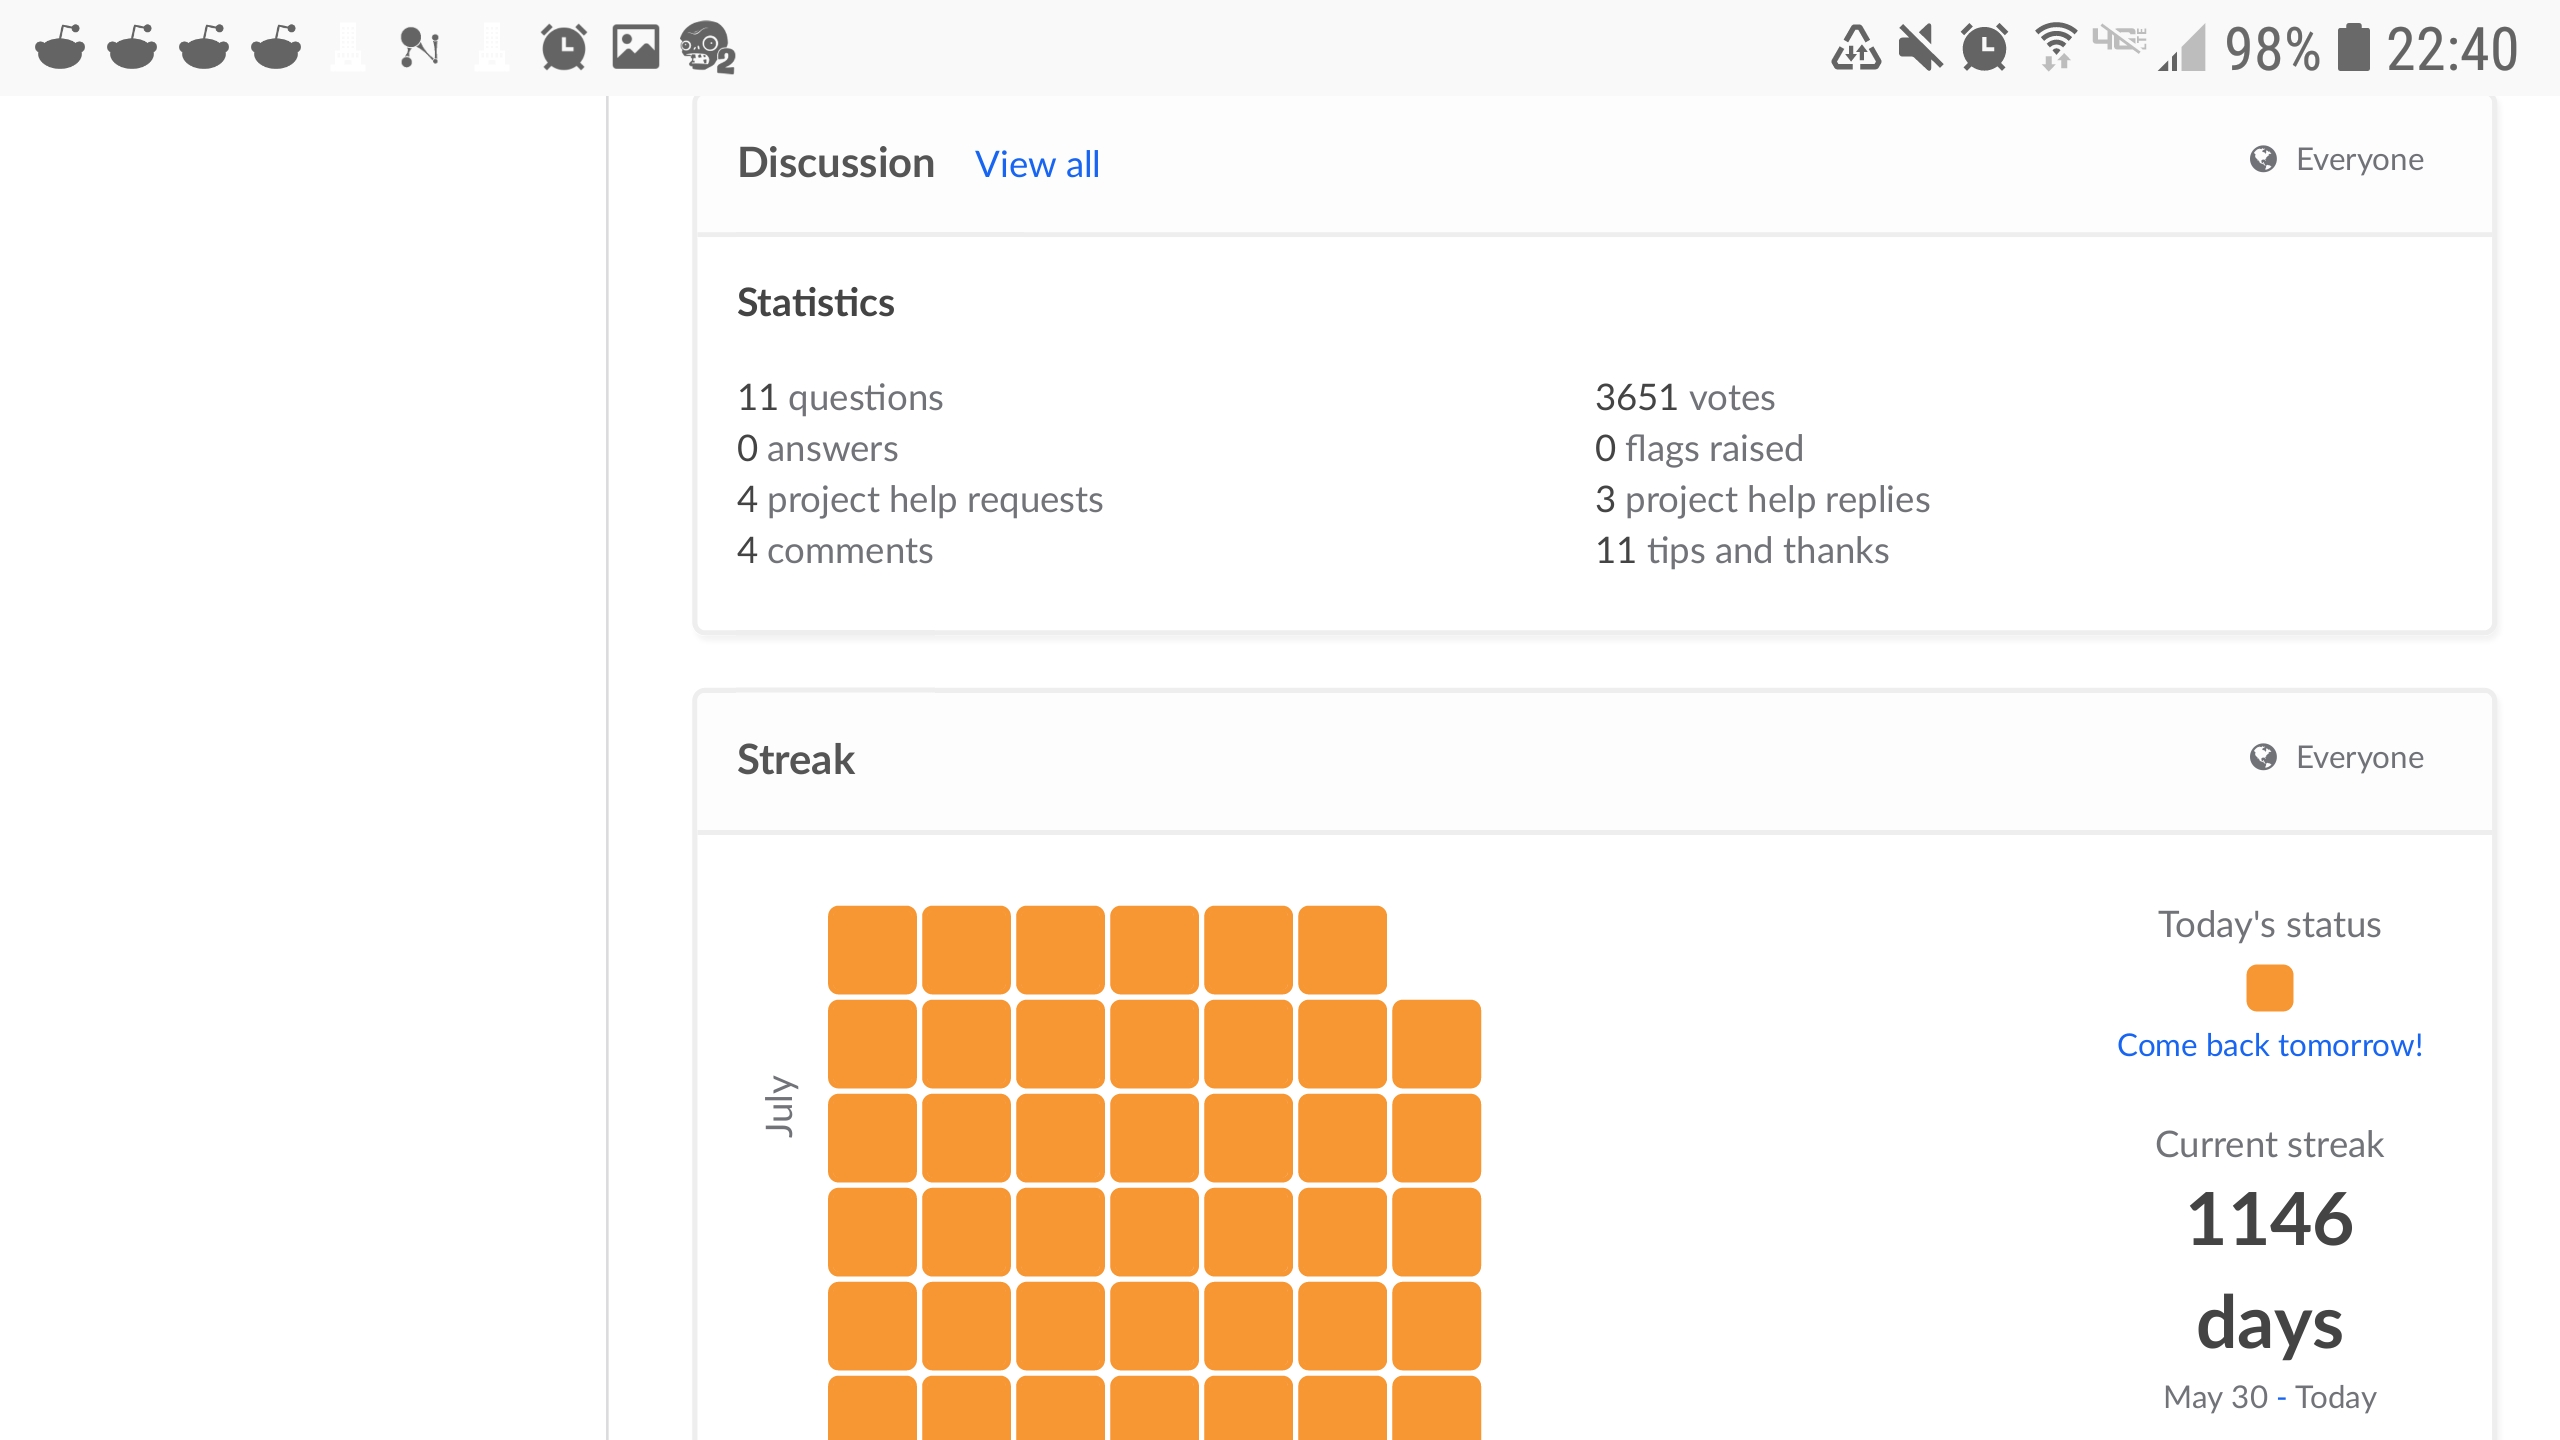 98% 22:40
Discussion View all Everyone
Statistics
11 questions
0 answers
4 project help requests
4 comments
3651 votes
0 flags raised
3 project help replies
11 tips and thanks
Streak Everyone
July
Today's status
Come back tomorrow!
Current streak
1146
days
May 30 - Today